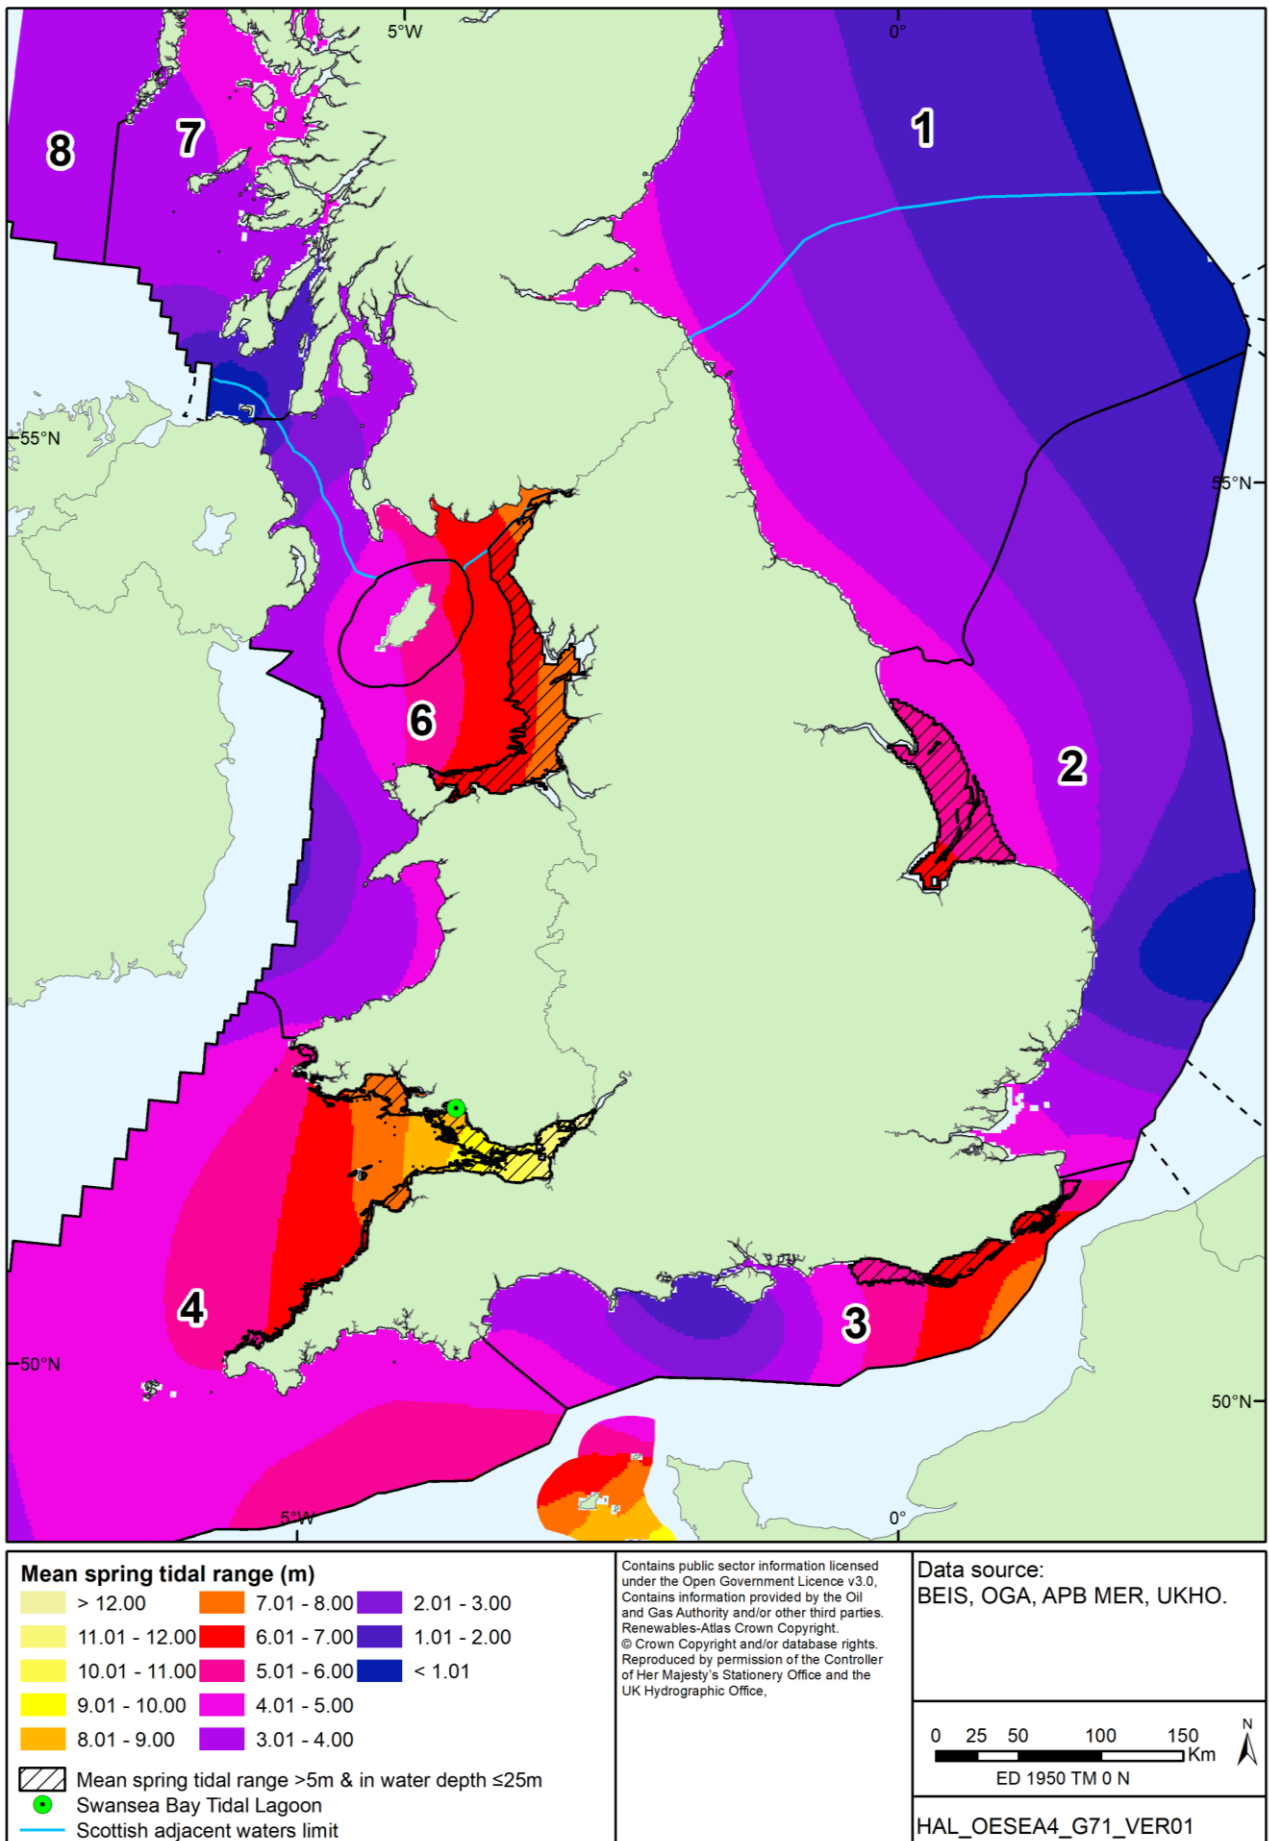 5°W
0°
1
7
8
55°N
55°N
6
2
4
3
50°N
50°N
5°W
0°
Mean spring tidal range (m)
> 12.00
7.01 - 8.00
2.01 - 3.00
11.01 - 12.00
6.01 - 7.00
1.01 - 2.00
10.01 - 11.00
5.01 - 6.00
< 1.01
9.01 - 10.00
4.01 - 5.00
8.01 - 9.00
3.01 - 4.00
Mean spring tidal range >5m & in water depth ≤25m
Swansea Bay Tidal Lagoon
Scottish adjacent waters limit
Contains public sector information licensed
under the Open Government Licence v3.0,
Contains information provided by the Oil
and Gas Authority and/or other third parties.
Renewables-Atlas Crown Copyright.
© Crown Copyright and/or database rights.
Reproduced by permission of the Controller
of Her Majesty's Stationery Office and the
UK Hydrographic Office,
Data source:
BEIS, OGA, APB MER, UKHO.
0 25 50 100 150
Km
N
ED 1950 TM 0 N
HAL_OESEA4_G71_VER01